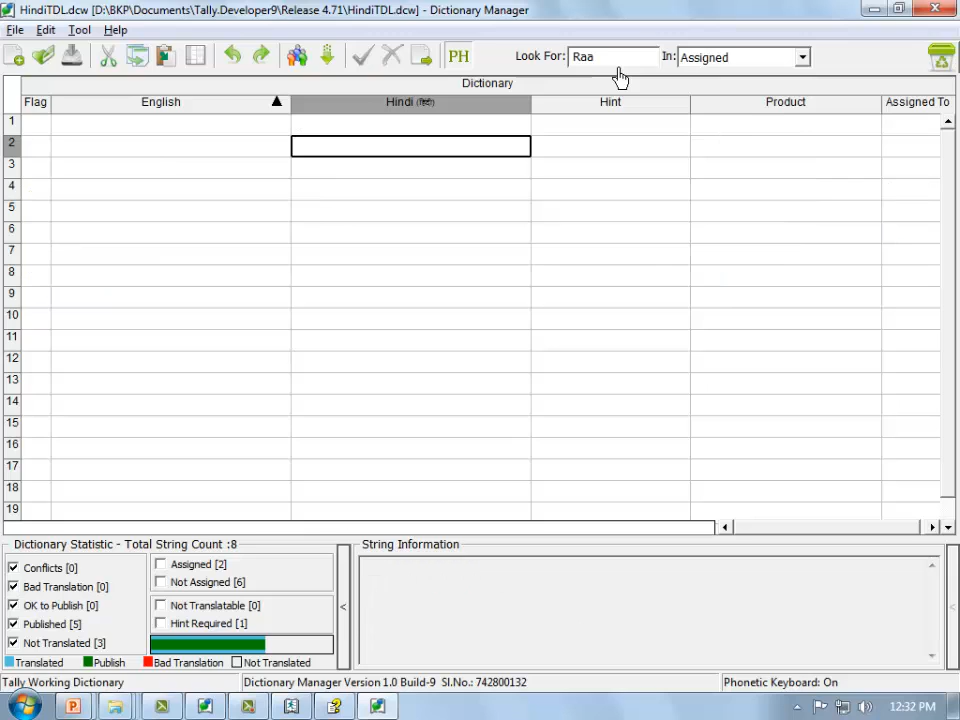 HindiTDL.dcw [D:\BKP\Documents\Tally.Developer9\Release 4.71\HindiTDL.dcw] - Dictionary Manager
File Edit Tool Help
PH Look For: Raa In: Assigned
Dictionary
Flag English Hindi (हिंदी) Hint Product Assigned To
1
2
3
4
5
6
7
8
9
10
11
12
13
14
15
16
17
18
19
Dictionary Statistic - Total String Count :8
Conflicts [0]
Bad Translation [0]
OK to Publish [0]
Published [5]
Not Translated [3]
Assigned [2]
Not Assigned [6]
Not Translatable [0]
Hint Required [1]
Translated Publish Bad Translation Not Translated
String Information
Tally Working Dictionary Dictionary Manager Version 1.0 Build-9 Sl.No.: 742800132 Phonetic Keyboard: On
12:32 PM